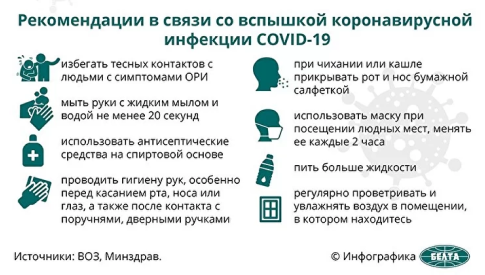 Рекомендации в связи со вспышкой коронавирусной
инфекции COVID-19
избегать тесных контактов с
людьми с симптомами ОРИ
мыть руки с жидким мылом и
водой не менее 20 секунд
использовать антисептические
средства на спиртовой основе
проводить гигиену рук, особенно
перед касанием рта, носа или
глаз, а также после контакта с
поручнями, дверными ручками
при чихании или кашле
прикрывать рот и нос бумажной
салфеткой
использовать маску при
посещении людных мест, менять
ее каждые 2 часа
пить больше жидкости
регулярно проветривать и
увлажнять воздух в помещении,
в котором находитесь
Источники: ВОЗ, Минздрав.
© Инфографика БЕЛТА